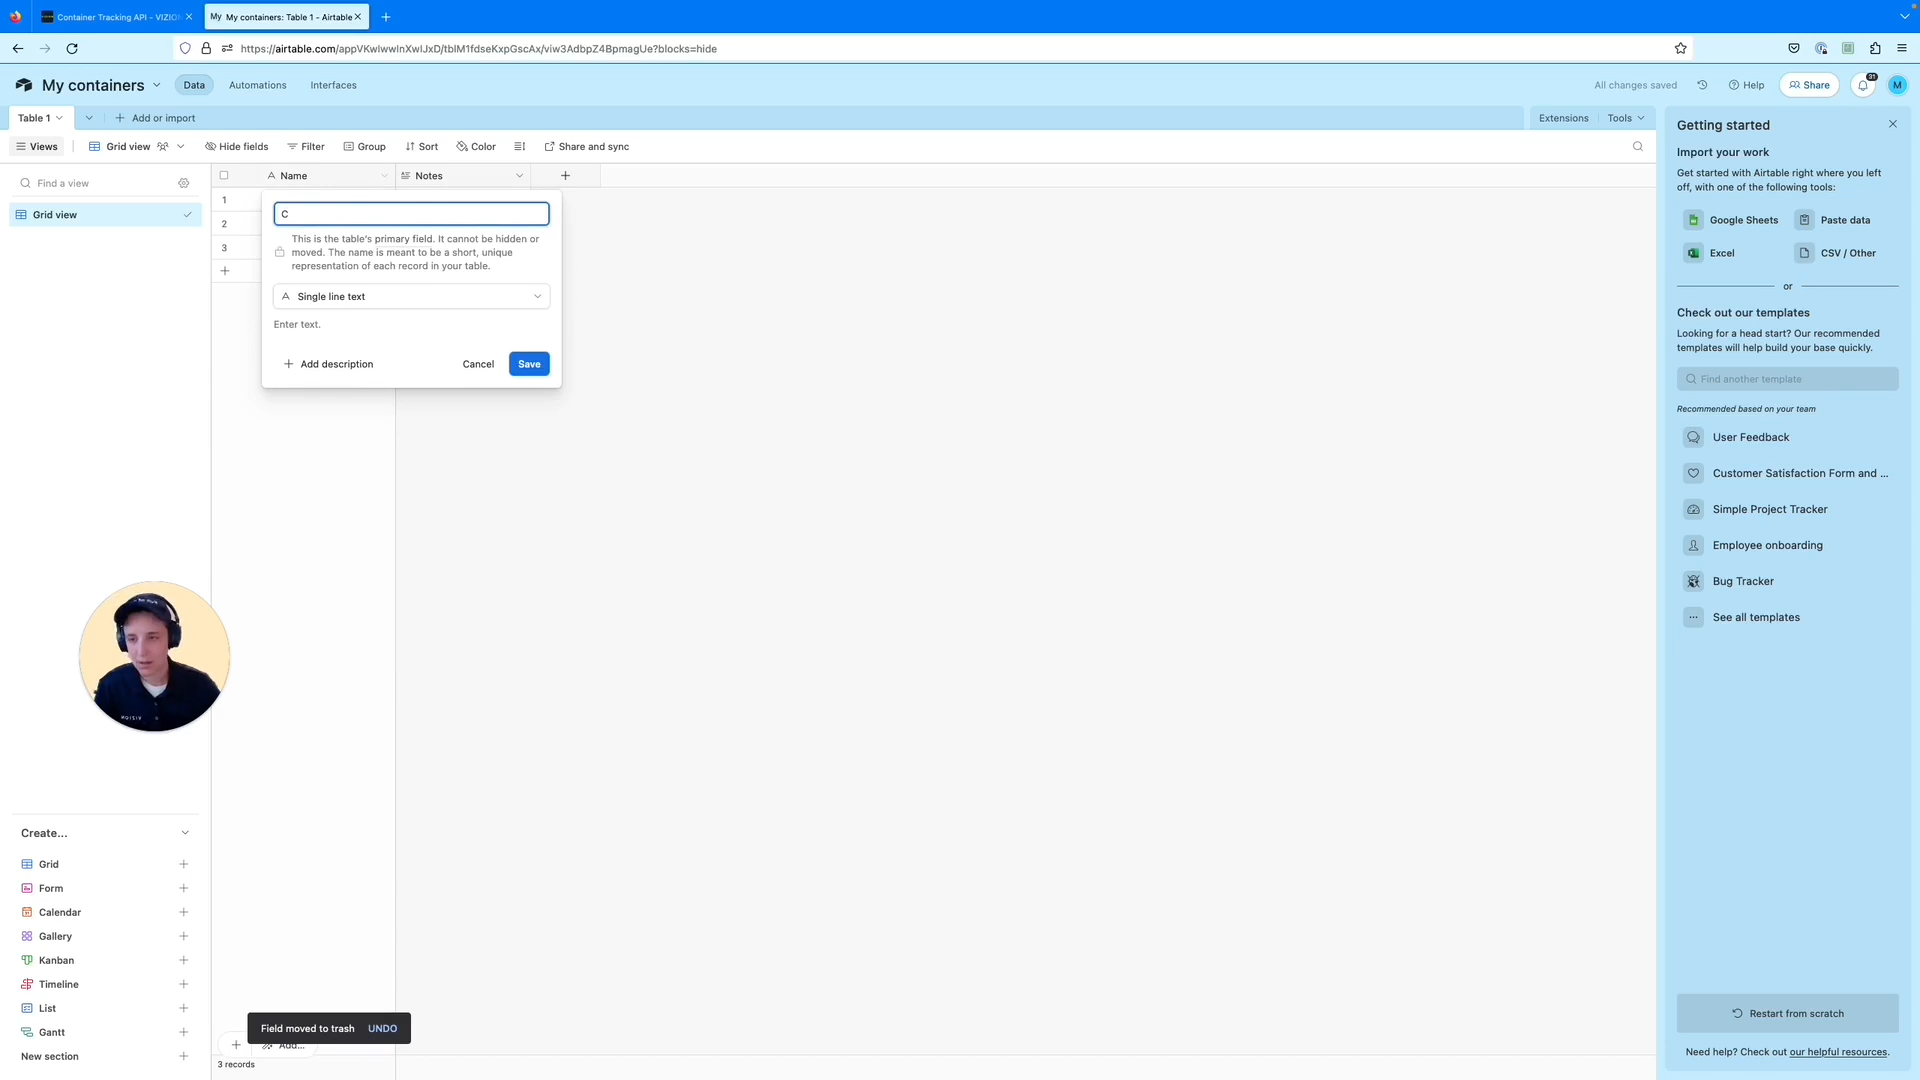 Container Tracking API - VIZION
My containers: Table 1 - Airtable
https://airtable.com/appVKwlwwInXwIJxD/tblM1fdseKxpGscAx/viw3AdbpZ4BpmagUe?blocks=hide
My containers
Data
Automations
Interfaces
All changes saved
Help
Share
31
M
Table 1
Add or import
Extensions
Tools
Views
Grid view
Hide fields
Filter
Group
Sort
Color
Share and sync
Find a view
Grid view
Name
Notes
1
2
3
C
This is the table's primary field. It cannot be hidden or
moved. The name is meant to be a short, unique
representation of each record in your table.
Single line text
Enter text.
Add description
Cancel
Save
Getting started
Import your work
Get started with Airtable right where you left
off, with one of the following tools:
Google Sheets
Paste data
Excel
CSV / Other
or
Check out our templates
Looking for a head start? Our recommended
templates will help build your base quickly.
Find another template
Recommended based on your team
User Feedback
Customer Satisfaction Form and ...
Simple Project Tracker
Employee onboarding
Bug Tracker
See all templates
Restart from scratch
Need help? Check out our helpful resources.
VIZION
Create...
Grid
Form
Calendar
Gallery
Kanban
Timeline
List
Gantt
New section
Field moved to trash UNDO
Add...
3 records